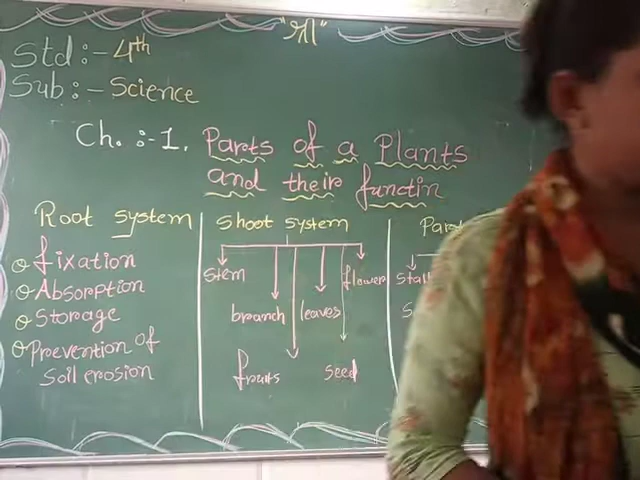 "श्री"
Std :- 4th
Sub :- Science
Ch. :- 1. Parts of a Plants
and their functin
Root system
fixation
Absorption
Storage
Prevention of
Soil erosion
Shoot system
Stem
flower
branch
leaves
fruits
seed